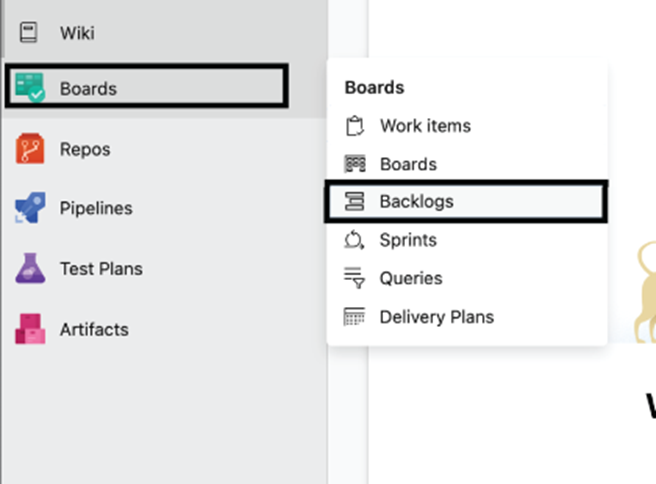 Wiki
Boards
Repos
Pipelines
Test Plans
Artifacts
Boards
Work items
Boards
Backlogs
Sprints
Queries
Delivery Plans